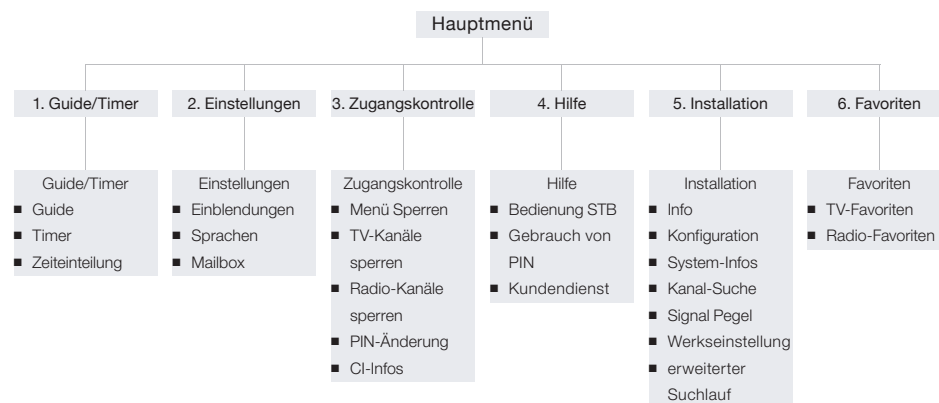 Hauptmenü
1. Guide/Timer
2. Einstellungen
3. Zugangskontrolle
4. Hilfe
5. Installation
6. Favoriten
Guide/Timer
■ Guide
■ Timer
■ Zeiteinteilung
Einstellungen
■ Einblendungen
■ Sprachen
■ Mailbox
Zugangskontrolle
■ Menü Sperren
■ TV-Kanäle
sperren
■ Radio-Kanäle
sperren
■ PIN-Änderung
■ CI-Infos
Hilfe
■ Bedienung STB
■ Gebrauch von
PIN
■ Kundendienst
Installation
■ Info
■ Konfiguration
■ System-Infos
■ Kanal-Suche
■ Signal Pegel
■ Werkseinstellung
■ erweiterter
Suchlauf
Favoriten
■ TV-Favoriten
■ Radio-Favoriten